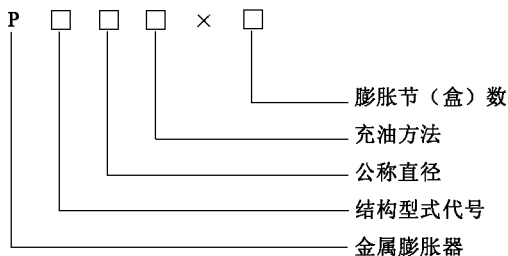 P □ □ □ × □
膨胀节（盒）数
充油方法
公称直径
结构型式代号
金属膨胀器